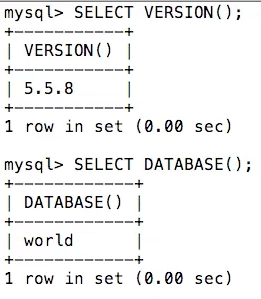 mysql> SELECT VERSION();
+-----------+
| VERSION() |
+-----------+
| 5.5.8     |
+-----------+
1 row in set (0.00 sec)

mysql> SELECT DATABASE();
+------------+
| DATABASE() |
+------------+
| world      |
+------------+
1 row in set (0.00 sec)